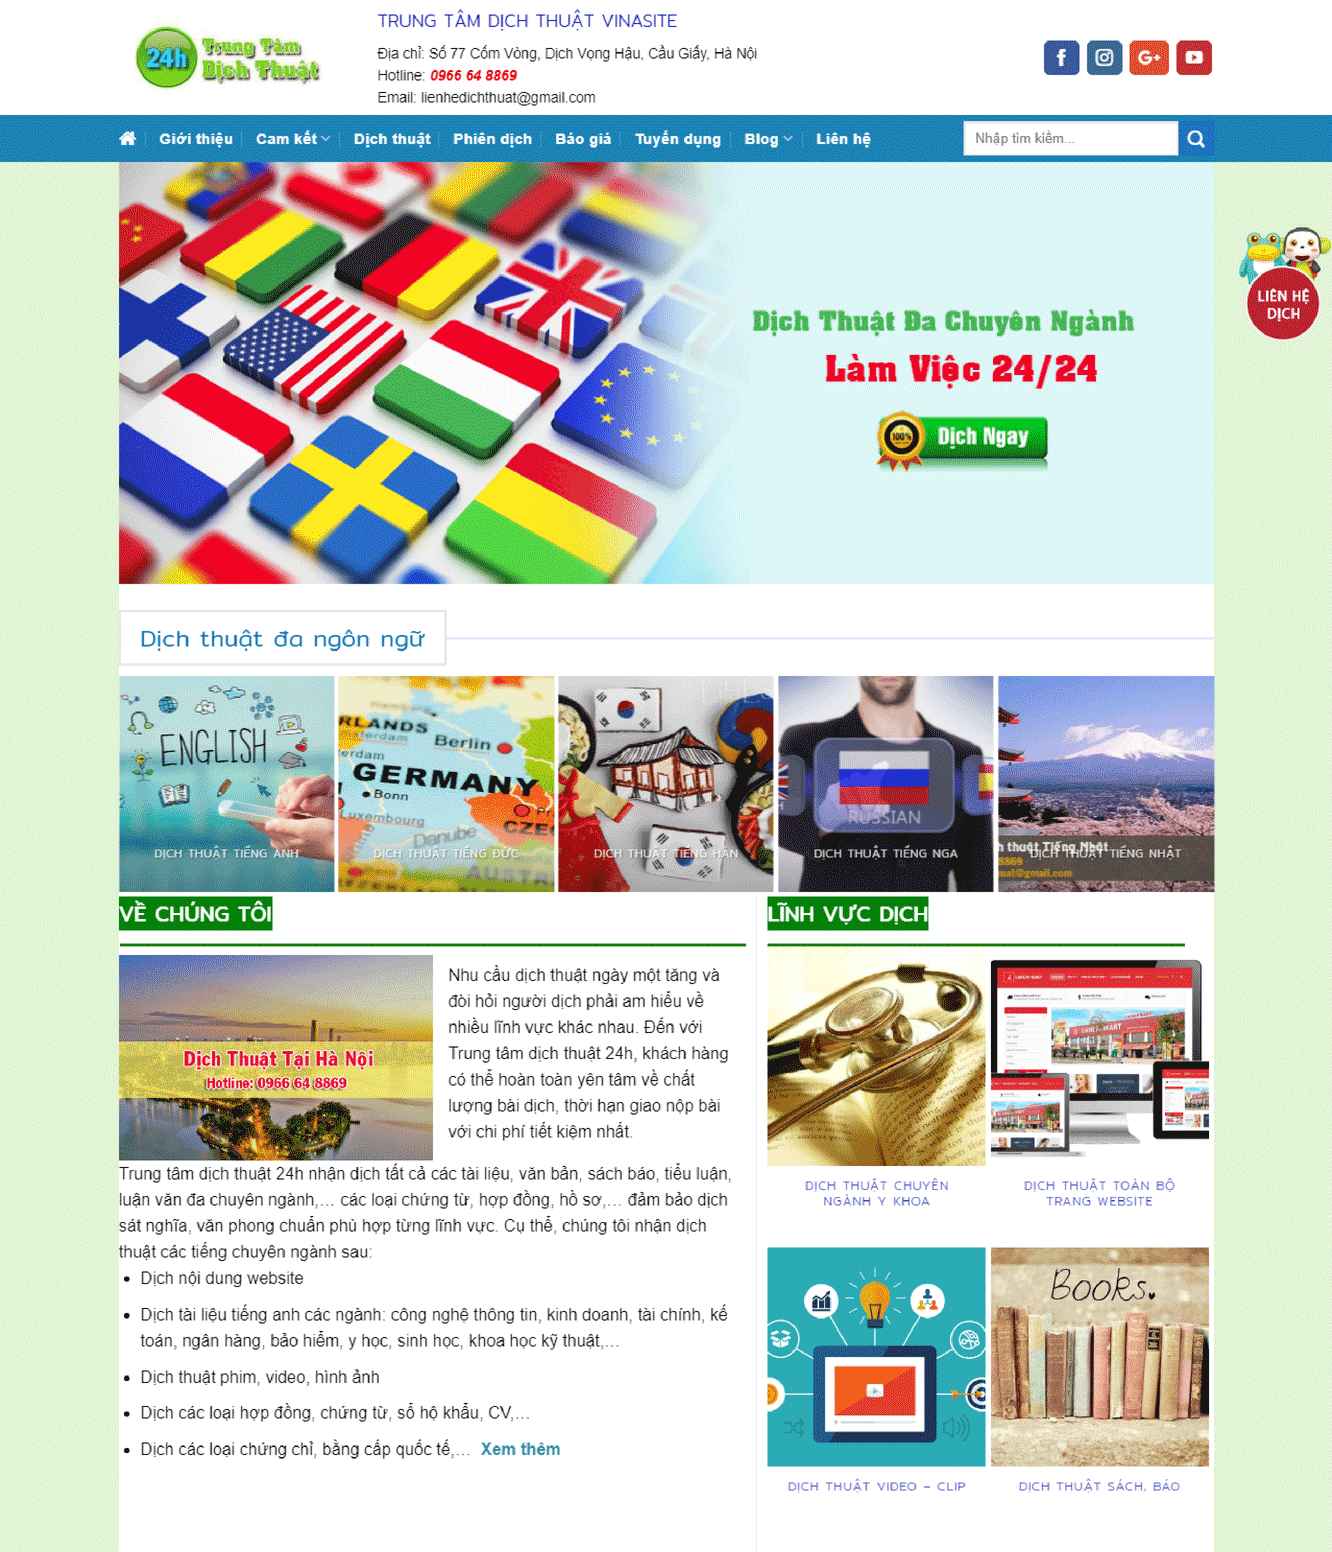 24h Trung Tâm
Dịch Thuật
TRUNG TÂM DỊCH THUẬT VINASITE
Địa chỉ: Số 77 Cốm Vòng, Dịch Vọng Hậu, Cầu Giấy, Hà Nội
Hotline: 0966 64 8869
Email: lienhedichthuat@gmail.com
Giới thiệu Cam kết Dịch thuật Phiên dịch Báo giá Tuyển dụng Blog Liên hệ Nhập tìm kiếm...
LIÊN HỆ
DỊCH
Dịch Thuật Đa Chuyên Ngành
Làm Việc 24/24
100% Dịch Ngay
Dịch thuật đa ngôn ngữ
ENGLISH
DỊCH THUẬT TIẾNG ANH
RLANDS Berlin
GERMANY
Bonn
Luxembourg
Danube
CZEC
DỊCH THUẬT TIẾNG ĐỨC
DỊCH THUẬT TIẾNG HÀN
RUSSIAN
DỊCH THUẬT TIẾNG NGA
h thuật Tiếng Nhật
DỊCH THUẬT TIẾNG NHẬT
8869
uat@gmail.com
VỀ CHÚNG TÔI
Dịch Thuật Tại Hà Nội
Hotline: 0966 64 8869
Nhu cầu dịch thuật ngày một tăng và
đòi hỏi người dịch phải am hiểu về
nhiều lĩnh vực khác nhau. Đến với
Trung tâm dịch thuật 24h, khách hàng
có thể hoàn toàn yên tâm về chất
lượng bài dịch, thời hạn giao nộp bài
với chi phí tiết kiệm nhất.
Trung tâm dịch thuật 24h nhận dịch tất cả các tài liệu, văn bản, sách báo, tiểu luận,
luận văn đa chuyên ngành,… các loại chứng từ, hợp đồng, hồ sơ,… đảm bảo dịch
sát nghĩa, văn phong chuẩn phù hợp từng lĩnh vực. Cụ thể, chúng tôi nhận dịch
thuật các tiếng chuyên ngành sau:
• Dịch nội dung website
• Dịch tài liệu tiếng anh các ngành: công nghệ thông tin, kinh doanh, tài chính, kế
toán, ngân hàng, bảo hiểm, y học, sinh học, khoa học kỹ thuật,…
• Dịch thuật phim, video, hình ảnh
• Dịch các loại hợp đồng, chứng từ, sổ hộ khẩu, CV,…
• Dịch các loại chứng chỉ, bằng cấp quốc tế,… Xem thêm
LĨNH VỰC DỊCH
DỊCH THUẬT CHUYÊN
NGÀNH Y KHOA
DỊCH THUẬT TOÀN BỘ
TRANG WEBSITE
DỊCH THUẬT VIDEO – CLIP
Books.
DỊCH THUẬT SÁCH, BÁO